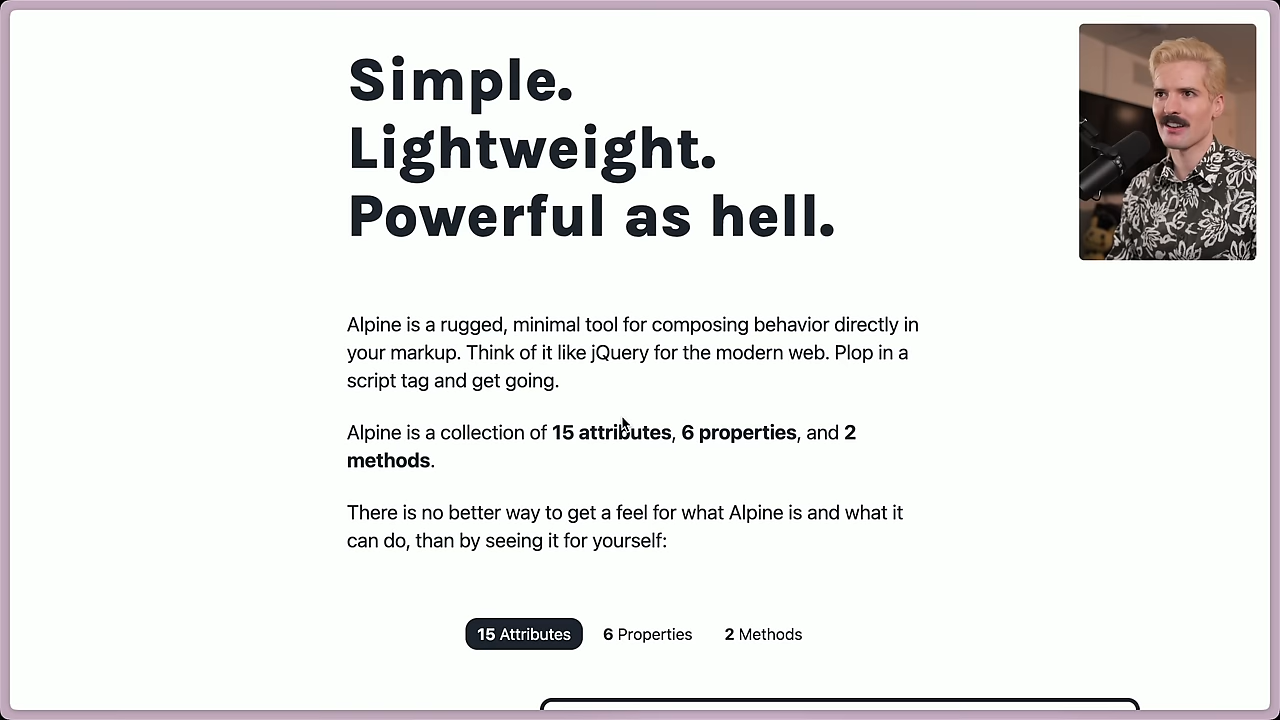 Simple.
Lightweight.
Powerful as hell.
Alpine is a rugged, minimal tool for composing behavior directly in
your markup. Think of it like jQuery for the modern web. Plop in a
script tag and get going.
Alpine is a collection of 15 attributes, 6 properties, and 2
methods.
There is no better way to get a feel for what Alpine is and what it
can do, than by seeing it for yourself:
15 Attributes 6 Properties 2 Methods